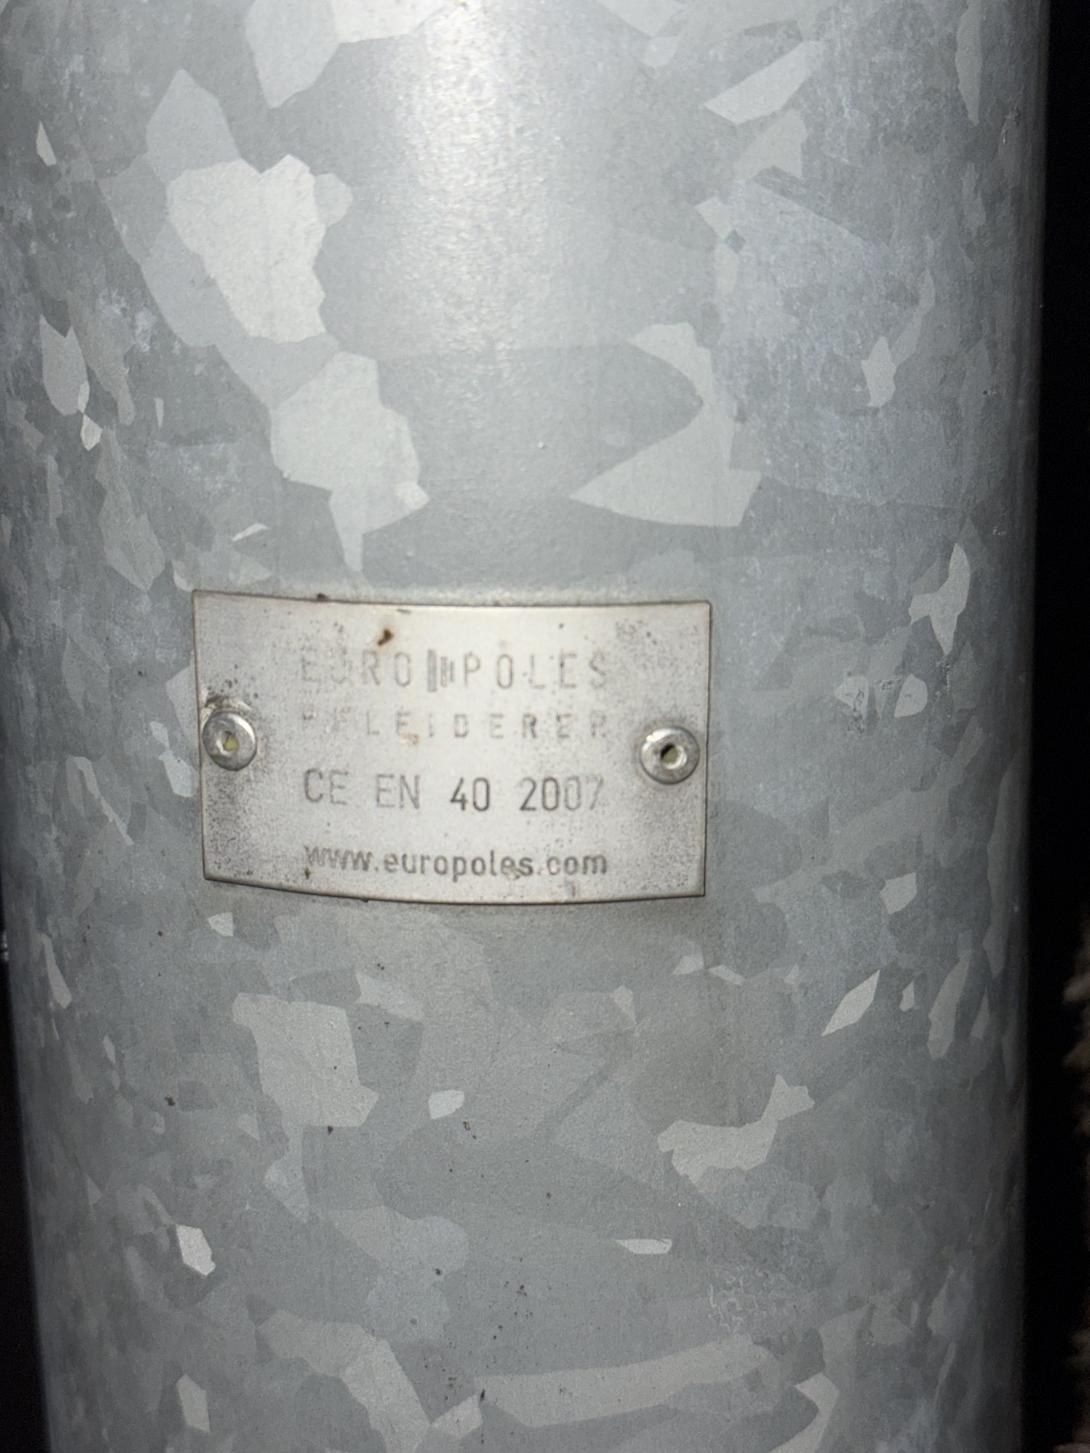 EUROPOLES
PFLEIDERER
CE EN 40 2007
www.europoles.com